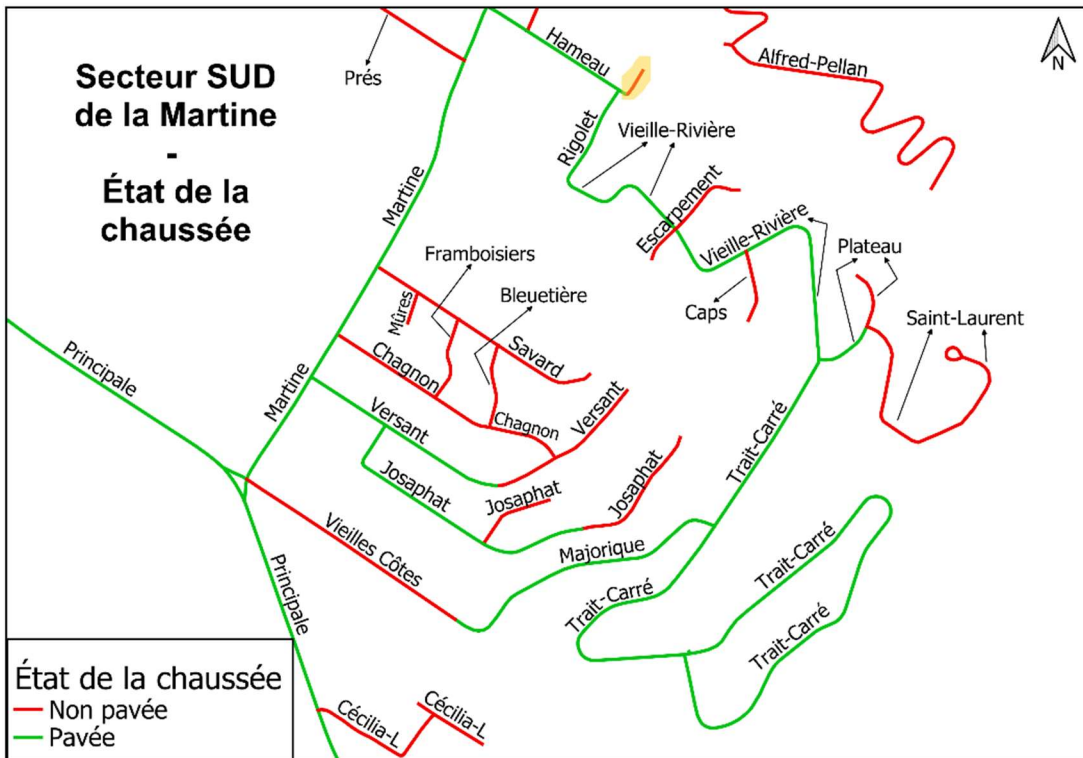 Secteur SUD
de la Martine
-
État de la
chaussée
Prés
Hameau
Alfred-Pellan
N
Rigolet
Vieille-Rivière
Martine
Escarpement
Vieille-Rivière
Plateau
Framboisiers
Bleuetière
Mûres
Caps
Saint-Laurent
Principale
Savard
Chagnon
Martine
Versant
Chagnon
Versant
Trait-Carré
Josaphat
Josaphat
Josaphat
Vieilles Côtes
Majorique
Trait-Carré
Trait-Carré
Principale
Trait-Carré
Cécilia-L
Cécilia-L
État de la chaussée
Non pavée
Pavée